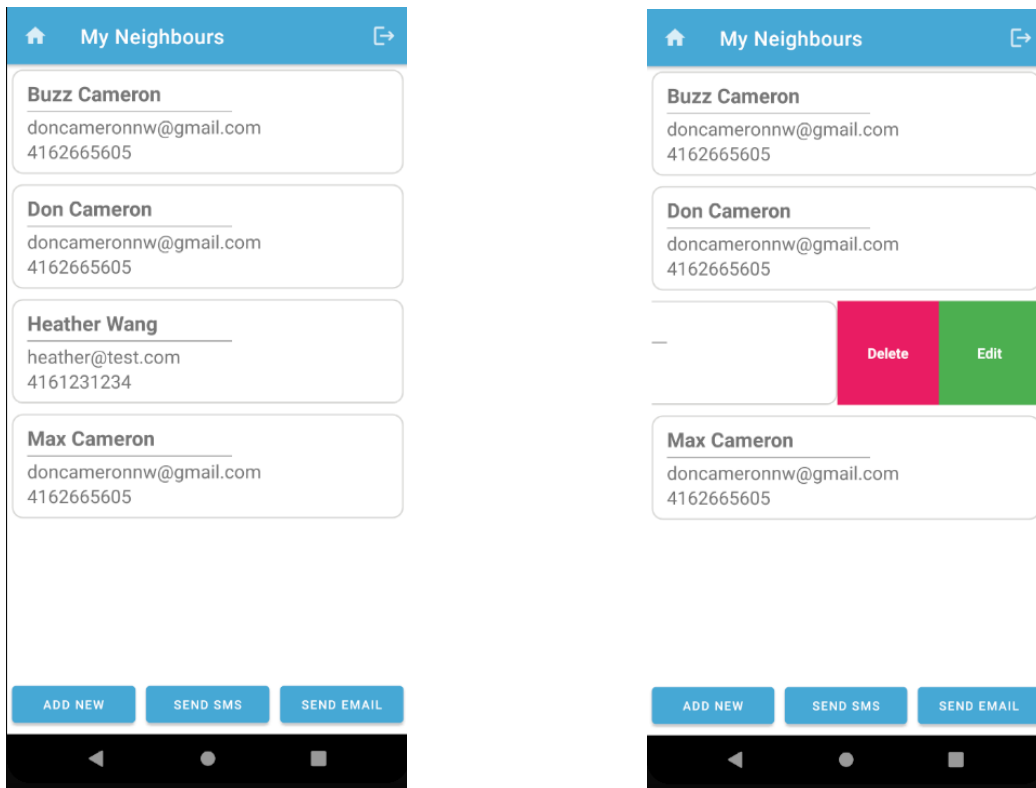 My Neighbours
Buzz Cameron
doncameronnw@gmail.com
4162665605
Don Cameron
doncameronnw@gmail.com
4162665605
Heather Wang
heather@test.com
4161231234
Max Cameron
doncameronnw@gmail.com
4162665605
ADD NEW SEND SMS SEND EMAIL
My Neighbours
Buzz Cameron
doncameronnw@gmail.com
4162665605
Don Cameron
doncameronnw@gmail.com
4162665605
Delete Edit
Max Cameron
doncameronnw@gmail.com
4162665605
ADD NEW SEND SMS SEND EMAIL